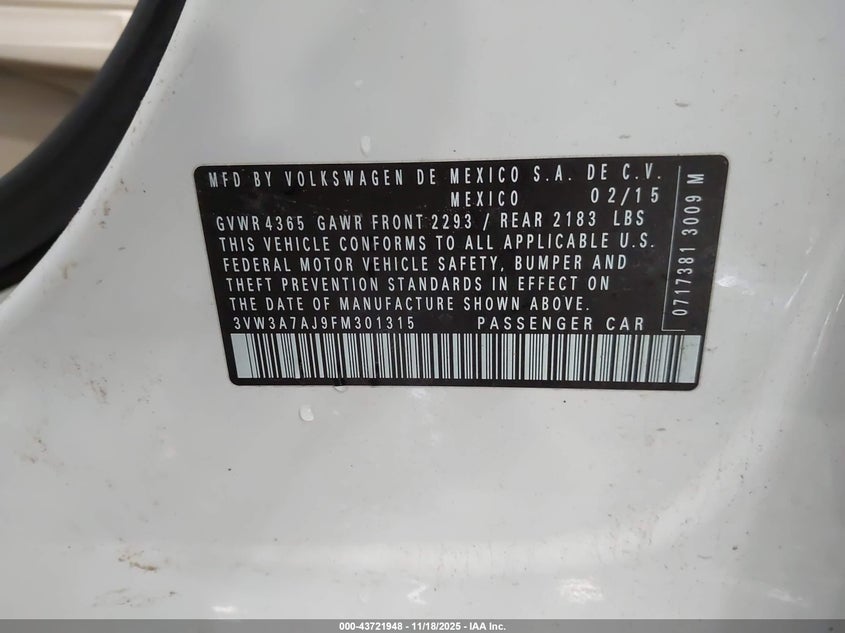 MFD BY VOLKSWAGEN DE MEXICO S.A. DE C.V.
MEXICO 02/15
GVWR 4365 GAWR FRONT 2293 / REAR 2183 LBS
THIS VEHICLE CONFORMS TO ALL APPLICABLE U.S.
FEDERAL MOTOR VEHICLE SAFETY, BUMPER AND
THEFT PREVENTION STANDARDS IN EFFECT ON
THE DATE OF MANUFACTURE SHOWN ABOVE.
3VW3A7AJ9FM301315 PASSENGER CAR
0717381 3009 M
000-43721948 - 11/18/2025 - IAA Inc.